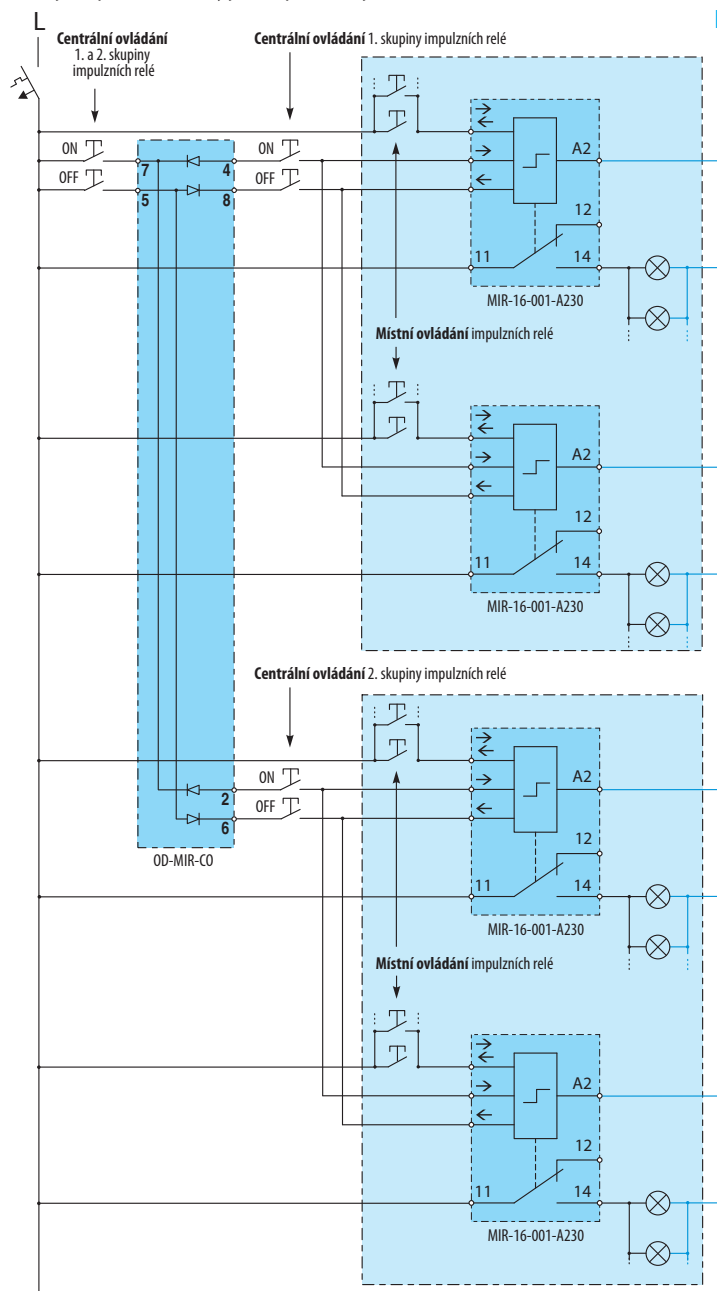 L
Centrální ovládání
1. a 2. skupiny
impulzních relé
Centrální ovládání 1. skupiny impulzních relé
ON
OFF
7
4
5
8
ON
OFF
A2
12
11
14
MIR-16-001-A230
Místní ovládání impulzních relé
A2
12
11
14
MIR-16-001-A230
Centrální ovládání 2. skupiny impulzních relé
ON
OFF
2
6
OD-MIR-CO
A2
12
11
14
MIR-16-001-A230
Místní ovládání impulzních relé
A2
12
11
14
MIR-16-001-A230